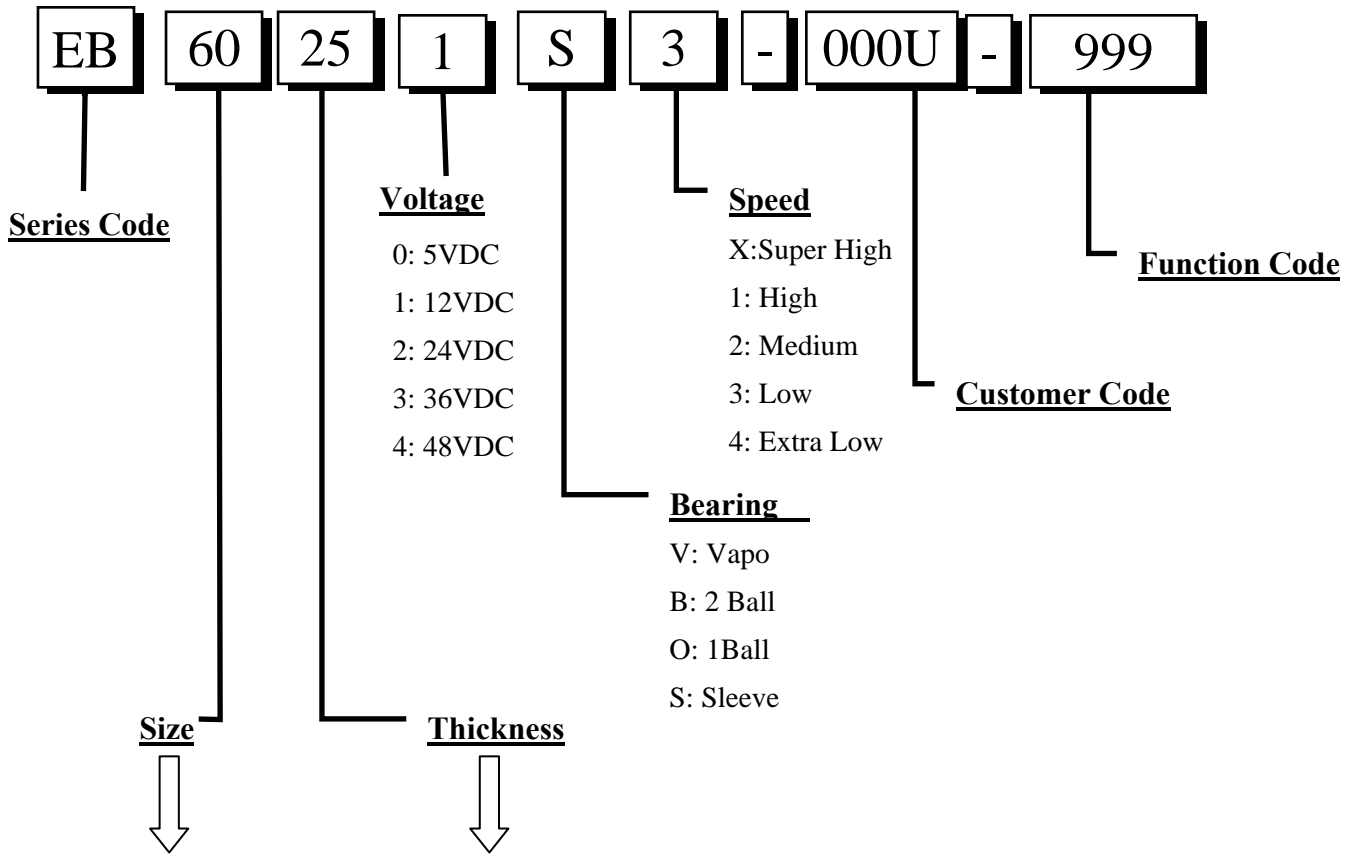 EB 60 25 1 S 3 - 000U - 999
Series Code
Voltage
0: 5VDC
1: 12VDC
2: 24VDC
3: 36VDC
4: 48VDC
Speed
X:Super High
1: High
2: Medium
3: Low
4: Extra Low
Function Code
Customer Code
Bearing
V: Vapo
B: 2 Ball
O: 1Ball
S: Sleeve
Size
Thickness